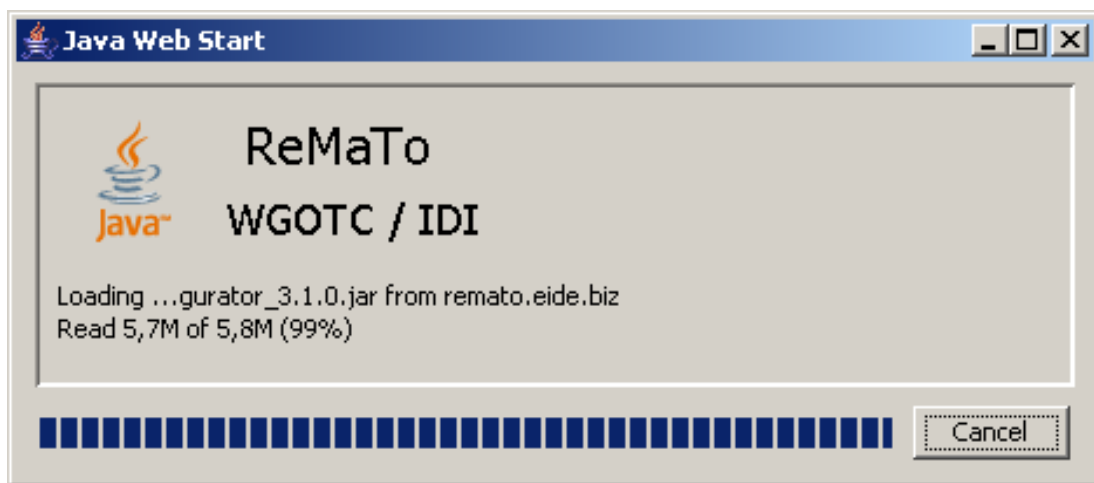 Java Web Start
ReMaTo
Java™
WGOTC / IDI
Loading ...gurator_3.1.0.jar from remato.eide.biz
Read 5,7M of 5,8M (99%)
Cancel